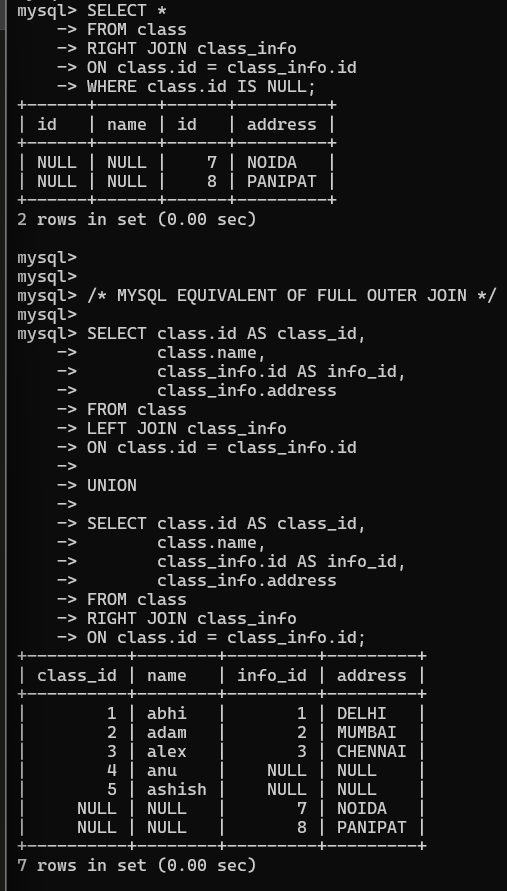 mysql> SELECT *
    -> FROM class
    -> RIGHT JOIN class_info
    -> ON class.id = class_info.id
    -> WHERE class.id IS NULL;
+------+------+------+---------+
| id   | name | id   | address |
+------+------+------+---------+
| NULL | NULL |    7 | NOIDA   |
| NULL | NULL |    8 | PANIPAT |
+------+------+------+---------+
2 rows in set (0.00 sec)

mysql>
mysql>
mysql> /* MYSQL EQUIVALENT OF FULL OUTER JOIN */
mysql>
mysql> SELECT class.id AS class_id,
    ->        class.name,
    ->        class_info.id AS info_id,
    ->        class_info.address
    -> FROM class
    -> LEFT JOIN class_info
    -> ON class.id = class_info.id
    ->
    -> UNION
    ->
    -> SELECT class.id AS class_id,
    ->        class.name,
    ->        class_info.id AS info_id,
    ->        class_info.address
    -> FROM class
    -> RIGHT JOIN class_info
    -> ON class.id = class_info.id;
+----------+--------+---------+---------+
| class_id | name   | info_id | address |
+----------+--------+---------+---------+
|        1 | abhi   |       1 | DELHI   |
|        2 | adam   |       2 | MUMBAI  |
|        3 | alex   |       3 | CHENNAI |
|        4 | anu    |    NULL | NULL    |
|        5 | ashish |    NULL | NULL    |
|     NULL | NULL   |       7 | NOIDA   |
|     NULL | NULL   |       8 | PANIPAT |
+----------+--------+---------+---------+
7 rows in set (0.00 sec)